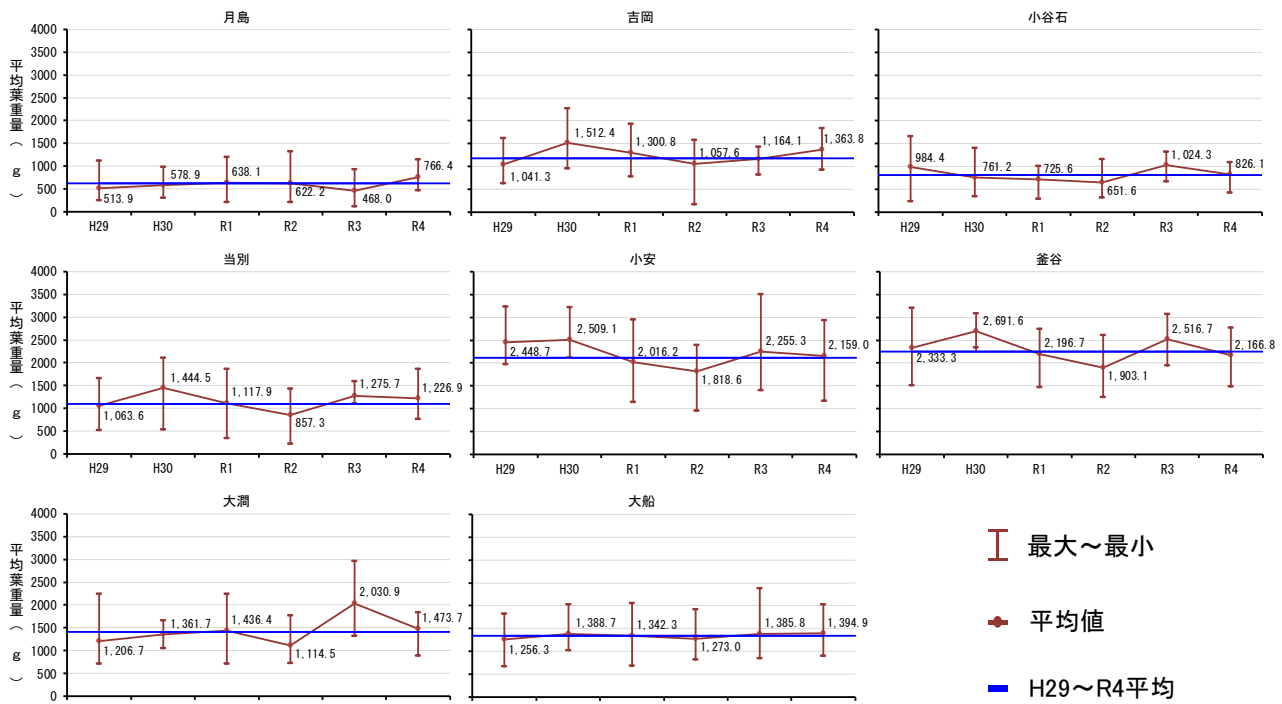 月島
吉岡
小谷石
平均葉重量(g)
4000
3500
3000
2500
2000
1500
1000
500
0
513.9
578.9
638.1
622.2
468.0
766.4
H29
H30
R1
R2
R3
R4
1,041.3
1,512.4
1,300.8
1,057.6
1,164.1
1,363.8
H29
H30
R1
R2
R3
R4
984.4
761.2
725.6
651.6
1,024.3
826.1
H29
H30
R1
R2
R3
R4
当別
小安
釜谷
平均葉重量(g)
4000
3500
3000
2500
2000
1500
1000
500
0
1,063.6
1,444.5
1,117.9
857.3
1,275.7
1,226.9
H29
H30
R1
R2
R3
R4
2,448.7
2,509.1
2,016.2
1,818.6
2,255.3
2,159.0
H29
H30
R1
R2
R3
R4
2,333.3
2,691.6
2,196.7
1,903.1
2,516.7
2,166.8
H29
H30
R1
R2
R3
R4
大澗
大船
平均葉重量(g)
4000
3500
3000
2500
2000
1500
1000
500
0
1,206.7
1,361.7
1,436.4
1,114.5
2,030.9
1,473.7
1,256.3
1,388.7
1,342.3
1,273.0
1,385.8
1,394.9
最大～最小
平均値
H29～R4平均